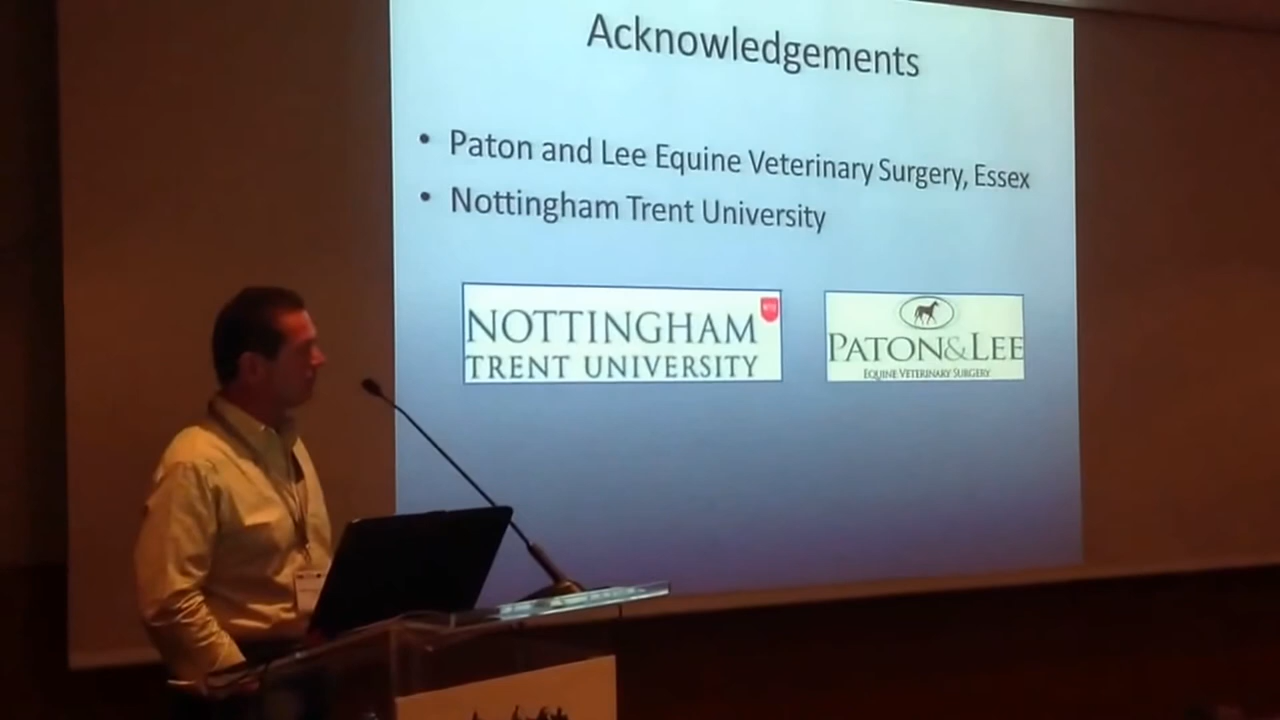 Acknowledgements
• Paton and Lee Equine Veterinary Surgery, Essex
• Nottingham Trent University
NOTTINGHAM
TRENT UNIVERSITY
PATON&LEE
EQUINE VETERINARY SURGERY